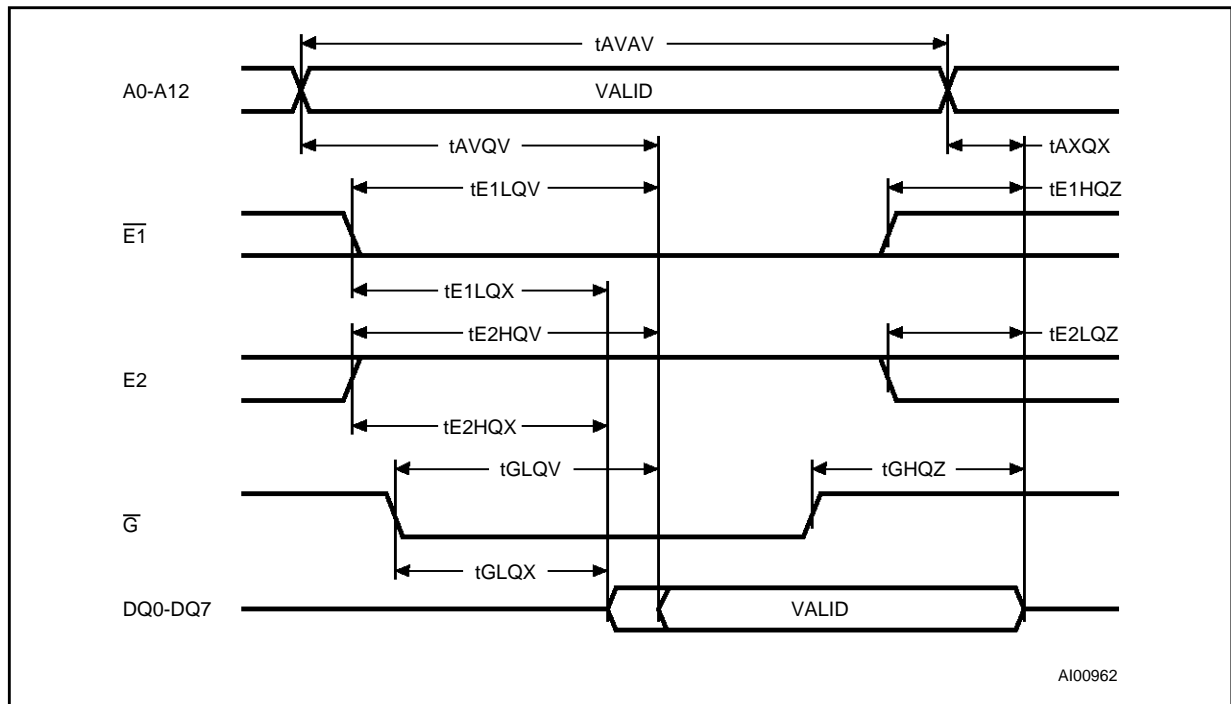 tAVAV
A0-A12
VALID
tAVQV
tAXQX
tE1LQV
tE1HQZ
E1
tE1LQX
tE2HQV
tE2LQZ
E2
tE2HQX
tGLQV
tGHQZ
G
tGLQX
DQ0-DQ7
VALID
AI00962